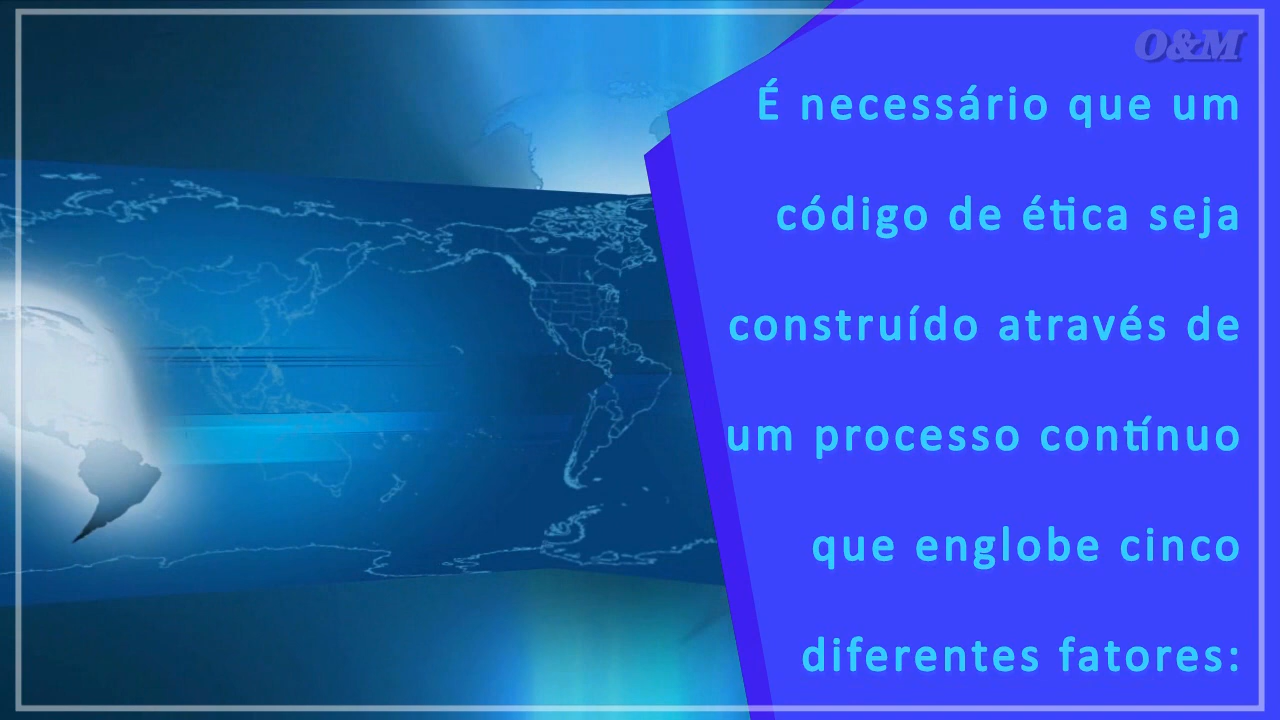 O&M
É necessário que um
código de ética seja
construído através de
um processo contínuo
que englobe cinco
diferentes fatores: